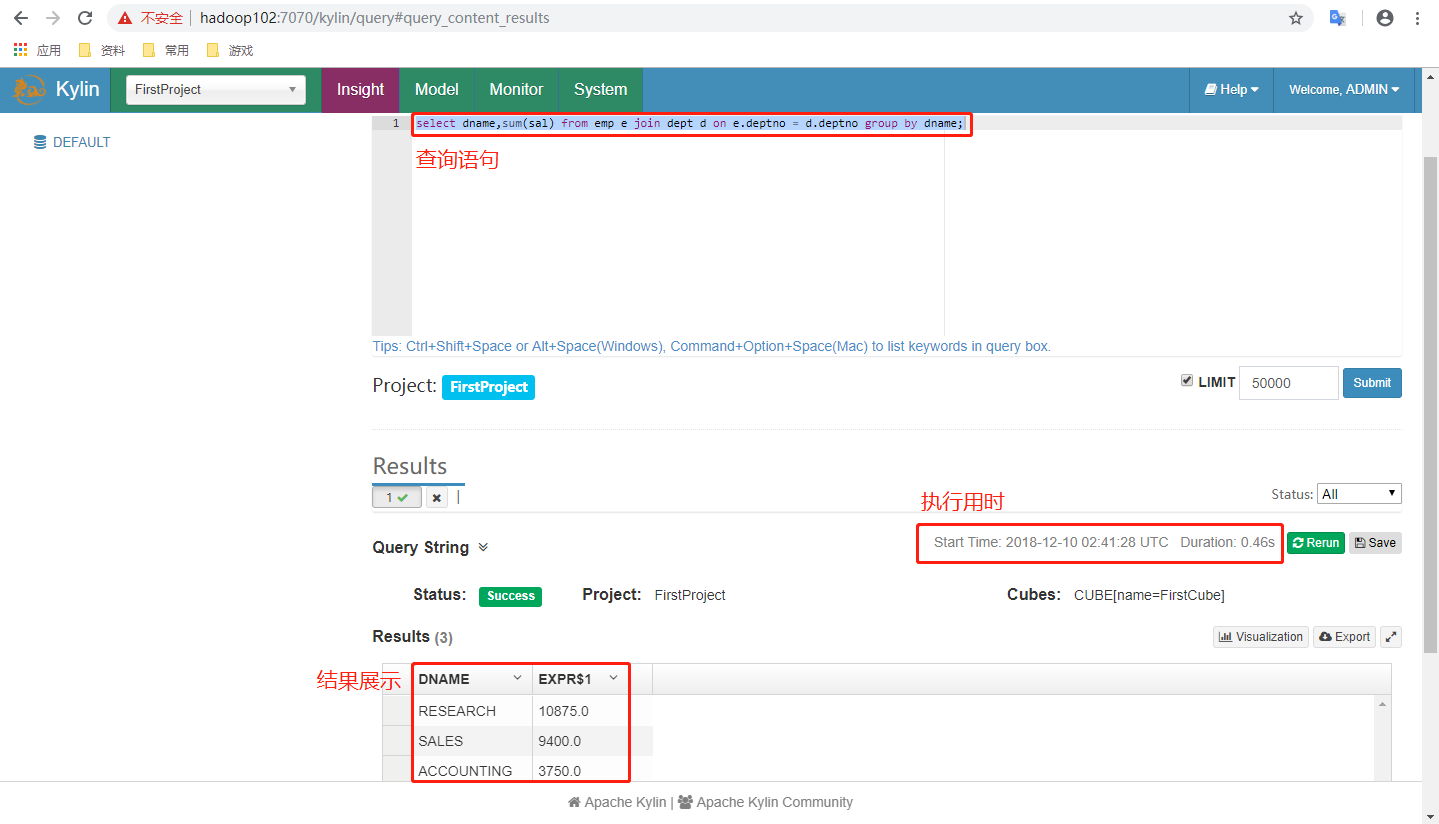 不安全 hadoop102:7070/kylin/query#query_content_results
应用 资料 常用 游戏
Kylin FirstProject Insight Model Monitor System Help Welcome, ADMIN
1 select dname,sum(sal) from emp e join dept d on e.deptno = d.deptno group by dname;
DEFAULT
查询语句
Tips: Ctrl+Shift+Space or Alt+Space(Windows), Command+Option+Space(Mac) to list keywords in query box.
Project: FirstProject LIMIT 50000 Submit
Results
1 Status: All
执行用时
Query String Start Time: 2018-12-10 02:41:28 UTC Duration: 0.46s Rerun Save
Status: Success Project: FirstProject Cubes: CUBE[name=FirstCube]
Results (3) Visualization Export
结果展示 DNAME EXPR$1
RESEARCH 10875.0
SALES 9400.0
ACCOUNTING 3750.0
Apache Kylin | Apache Kylin Community